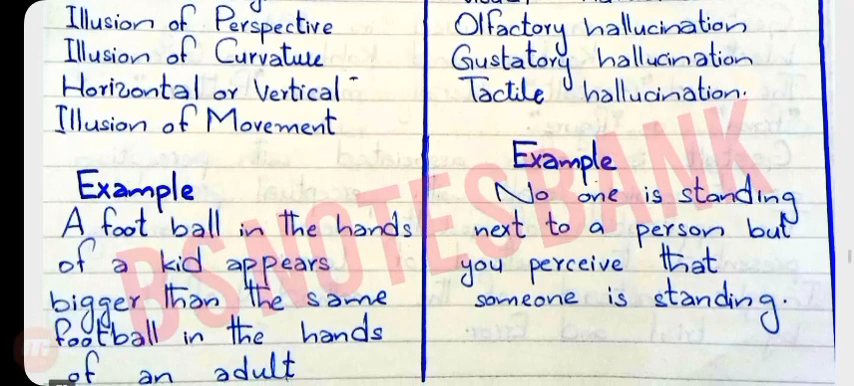 Illusion of Perspective
Illusion of Curvature
Horizontal or Vertical -
Illusion of Movement
Example
A foot ball in the hands
of a kid appears
bigger than the same
football in the hands
of an adult
Olfactory hallucination
Gustatory hallucination
Tactile hallucination.
Example
No one is standing
next to a person but
you perceive that
someone is standing.
BSNOTESBANK